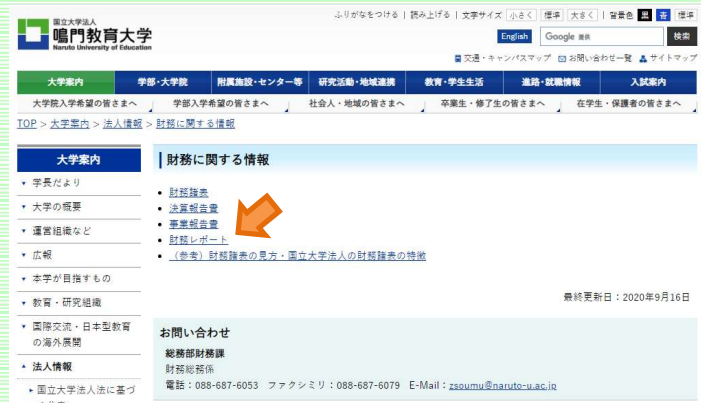 ふりがなをつける | 読み上げる | 文字サイズ 小さく 標準 大きく | 背景色 黒 青 標準
国立大学法人
鳴門教育大学
Naruto University of Education
English Google 提供 検索
交通・キャンパスマップ お問い合わせ一覧 サイトマップ
大学案内 学部・大学院 附属施設・センター等 研究活動・地域連携 教育・学生生活 進路・就職情報 入試案内
大学院入学希望の皆さまへ 学部入学希望の皆さまへ 社会人・地域の皆さまへ 卒業生・修了生の皆さまへ 在学生・保護者の皆さまへ
TOP > 大学案内 > 法人情報 > 財務に関する情報
大学案内
学長だより
大学の概要
運営組織など
広報
本学が目指すもの
教育・研究組織
国際交流・日本型教育
の海外展開
法人情報
国立大学法人法に基づ
財務に関する情報
財務諸表
決算報告書
事業報告書
財務レポート
(参考)財務諸表の見方・国立大学法人の財務諸表の特徴
最終更新日:2020年9月16日
お問い合わせ
総務部財務課
財務総務係
電話:088-687-6053 ファクシミリ:088-687-6079 E-Mail:zsoumu@naruto-u.ac.jp